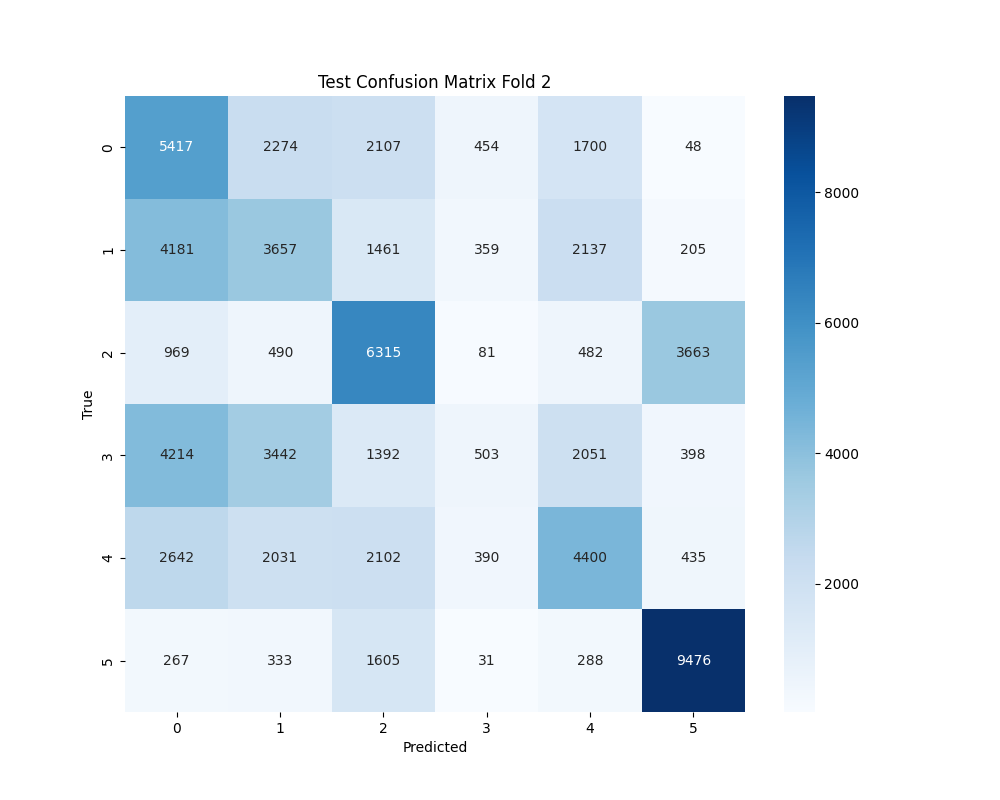 Test Confusion Matrix Fold 2
0 5417 2274 2107 454 1700 48
1 4181 3657 1461 359 2137 205
2 969 490 6315 81 482 3663
3 4214 3442 1392 503 2051 398
4 2642 2031 2102 390 4400 435
5 267 333 1605 31 288 9476
0 1 2 3 4 5
Predicted
True
8000
6000
4000
2000